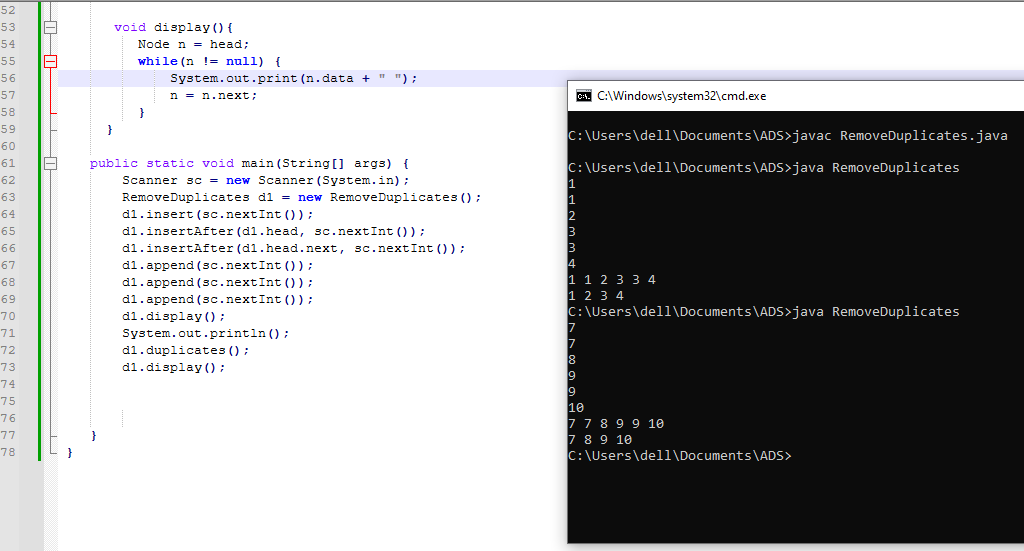 52
53 void display(){
54 Node n = head;
55 while(n != null) {
56 System.out.print(n.data + " ");
57 n = n.next;
58 }
59 }
60
61 public static void main(String[] args) {
62 Scanner sc = new Scanner(System.in);
63 RemoveDuplicates d1 = new RemoveDuplicates();
64 d1.insert(sc.nextInt());
65 d1.insertAfter(d1.head, sc.nextInt());
66 d1.insertAfter(d1.head.next, sc.nextInt());
67 d1.append(sc.nextInt());
68 d1.append(sc.nextInt());
69 d1.append(sc.nextInt());
70 d1.display();
71 System.out.println();
72 d1.duplicates();
73 d1.display();
74
75
76
77 }
78 }
C:\Windows\system32\cmd.exe
C:\Users\dell\Documents\ADS>javac RemoveDuplicates.java
C:\Users\dell\Documents\ADS>java RemoveDuplicates
1
1
2
3
3
4
1 1 2 3 3 4
1 2 3 4
C:\Users\dell\Documents\ADS>java RemoveDuplicates
7
7
8
9
9
10
7 7 8 9 9 10
7 8 9 10
C:\Users\dell\Documents\ADS>